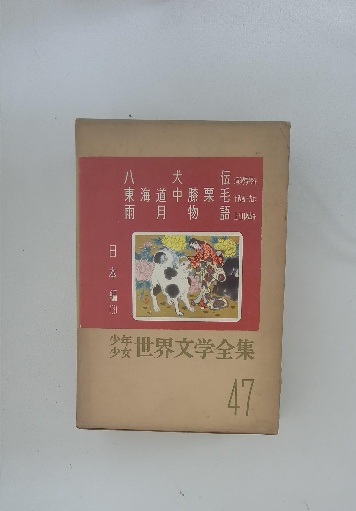 八犬伝
東海道中膝栗毛
雨月物語
日本編
少年少女 世界文学全集
47